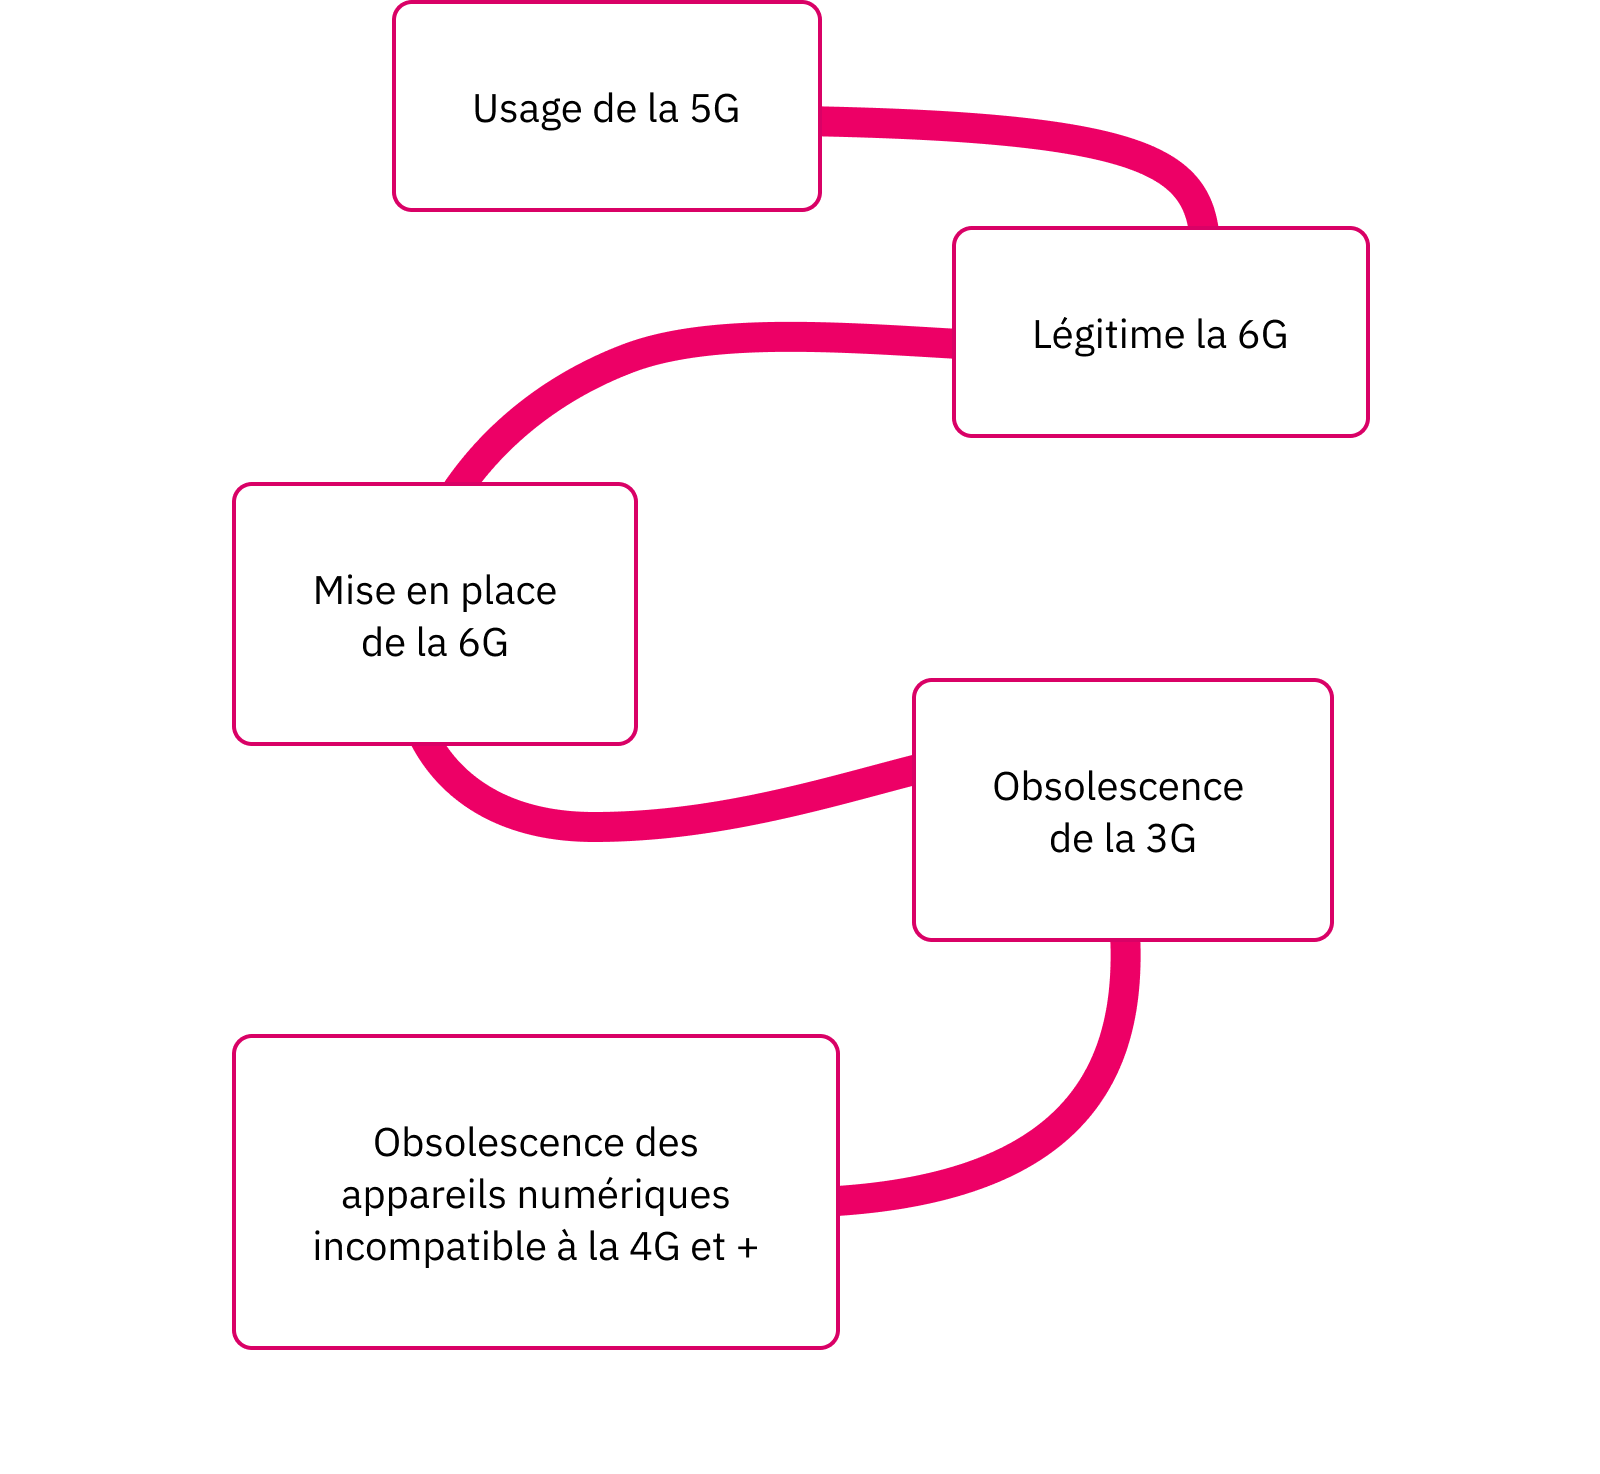 Usage de la 5G
Légitime la 6G
Mise en place
de la 6G
Obsolescence
de la 3G
Obsolescence des
appareils numériques
incompatible à la 4G et +